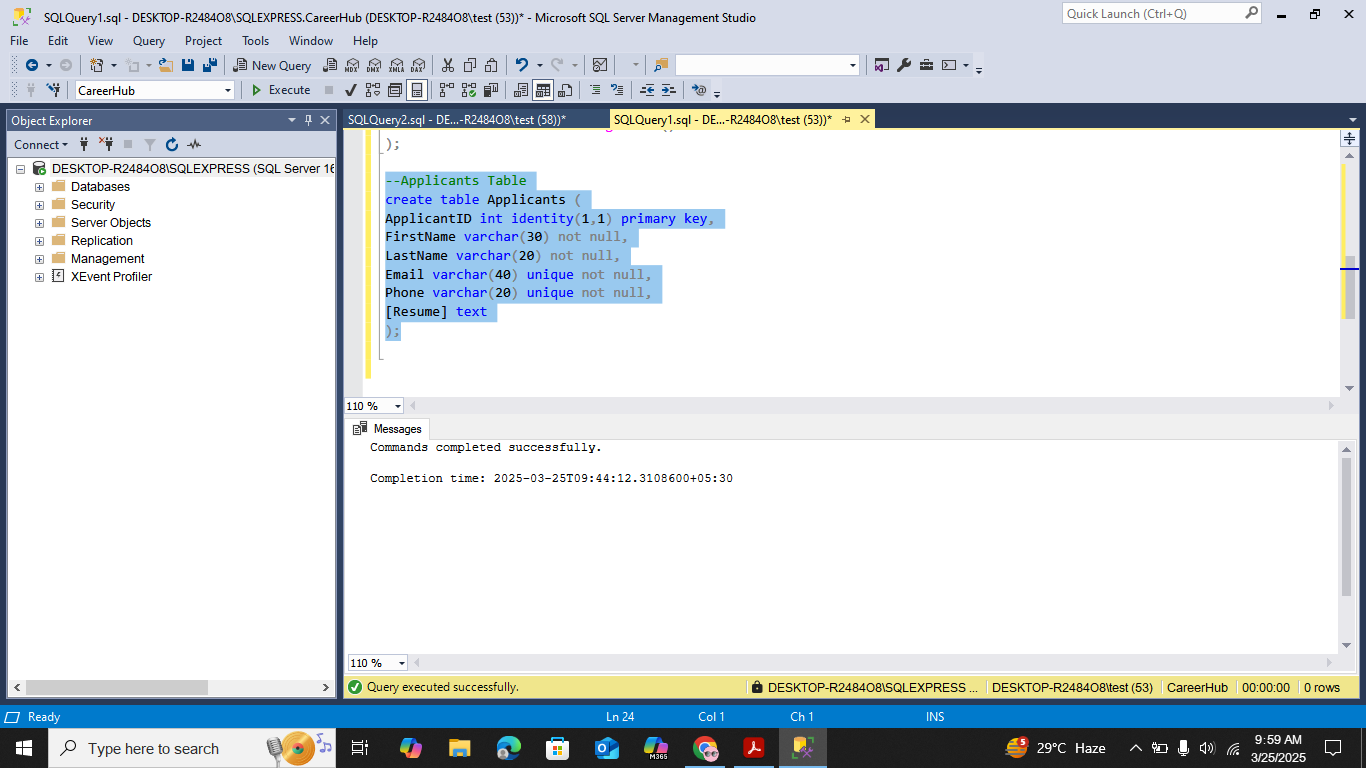 SQLQuery1.sql - DESKTOP-R2484O8\SQLEXPRESS.CareerHub (DESKTOP-R2484O8\test (53))* - Microsoft SQL Server Management Studio
Quick Launch (Ctrl+Q)
File Edit View Query Project Tools Window Help
New Query MDX DMX XMLA DAX
CareerHub Execute
Object Explorer
SQLQuery2.sql - DE...-R2484O8\test (58))*
SQLQuery1.sql - DE...-R2484O8\test (53))*
Connect
DESKTOP-R2484O8\SQLEXPRESS (SQL Server 16
Databases
Security
Server Objects
Replication
Management
XEvent Profiler
);
--Applicants Table
create table Applicants (
ApplicantID int identity(1,1) primary key,
FirstName varchar(30) not null,
LastName varchar(20) not null,
Email varchar(40) unique not null,
Phone varchar(20) unique not null,
[Resume] text
);
110 %
Messages
Commands completed successfully.
Completion time: 2025-03-25T09:44:12.3108600+05:30
110 %
Query executed successfully.
DESKTOP-R2484O8\SQLEXPRESS ... DESKTOP-R2484O8\test (53) CareerHub 00:00:00 0 rows
Ready Ln 24 Col 1 Ch 1 INS
Type here to search
M365
5
29°C Haze
9:59 AM
3/25/2025